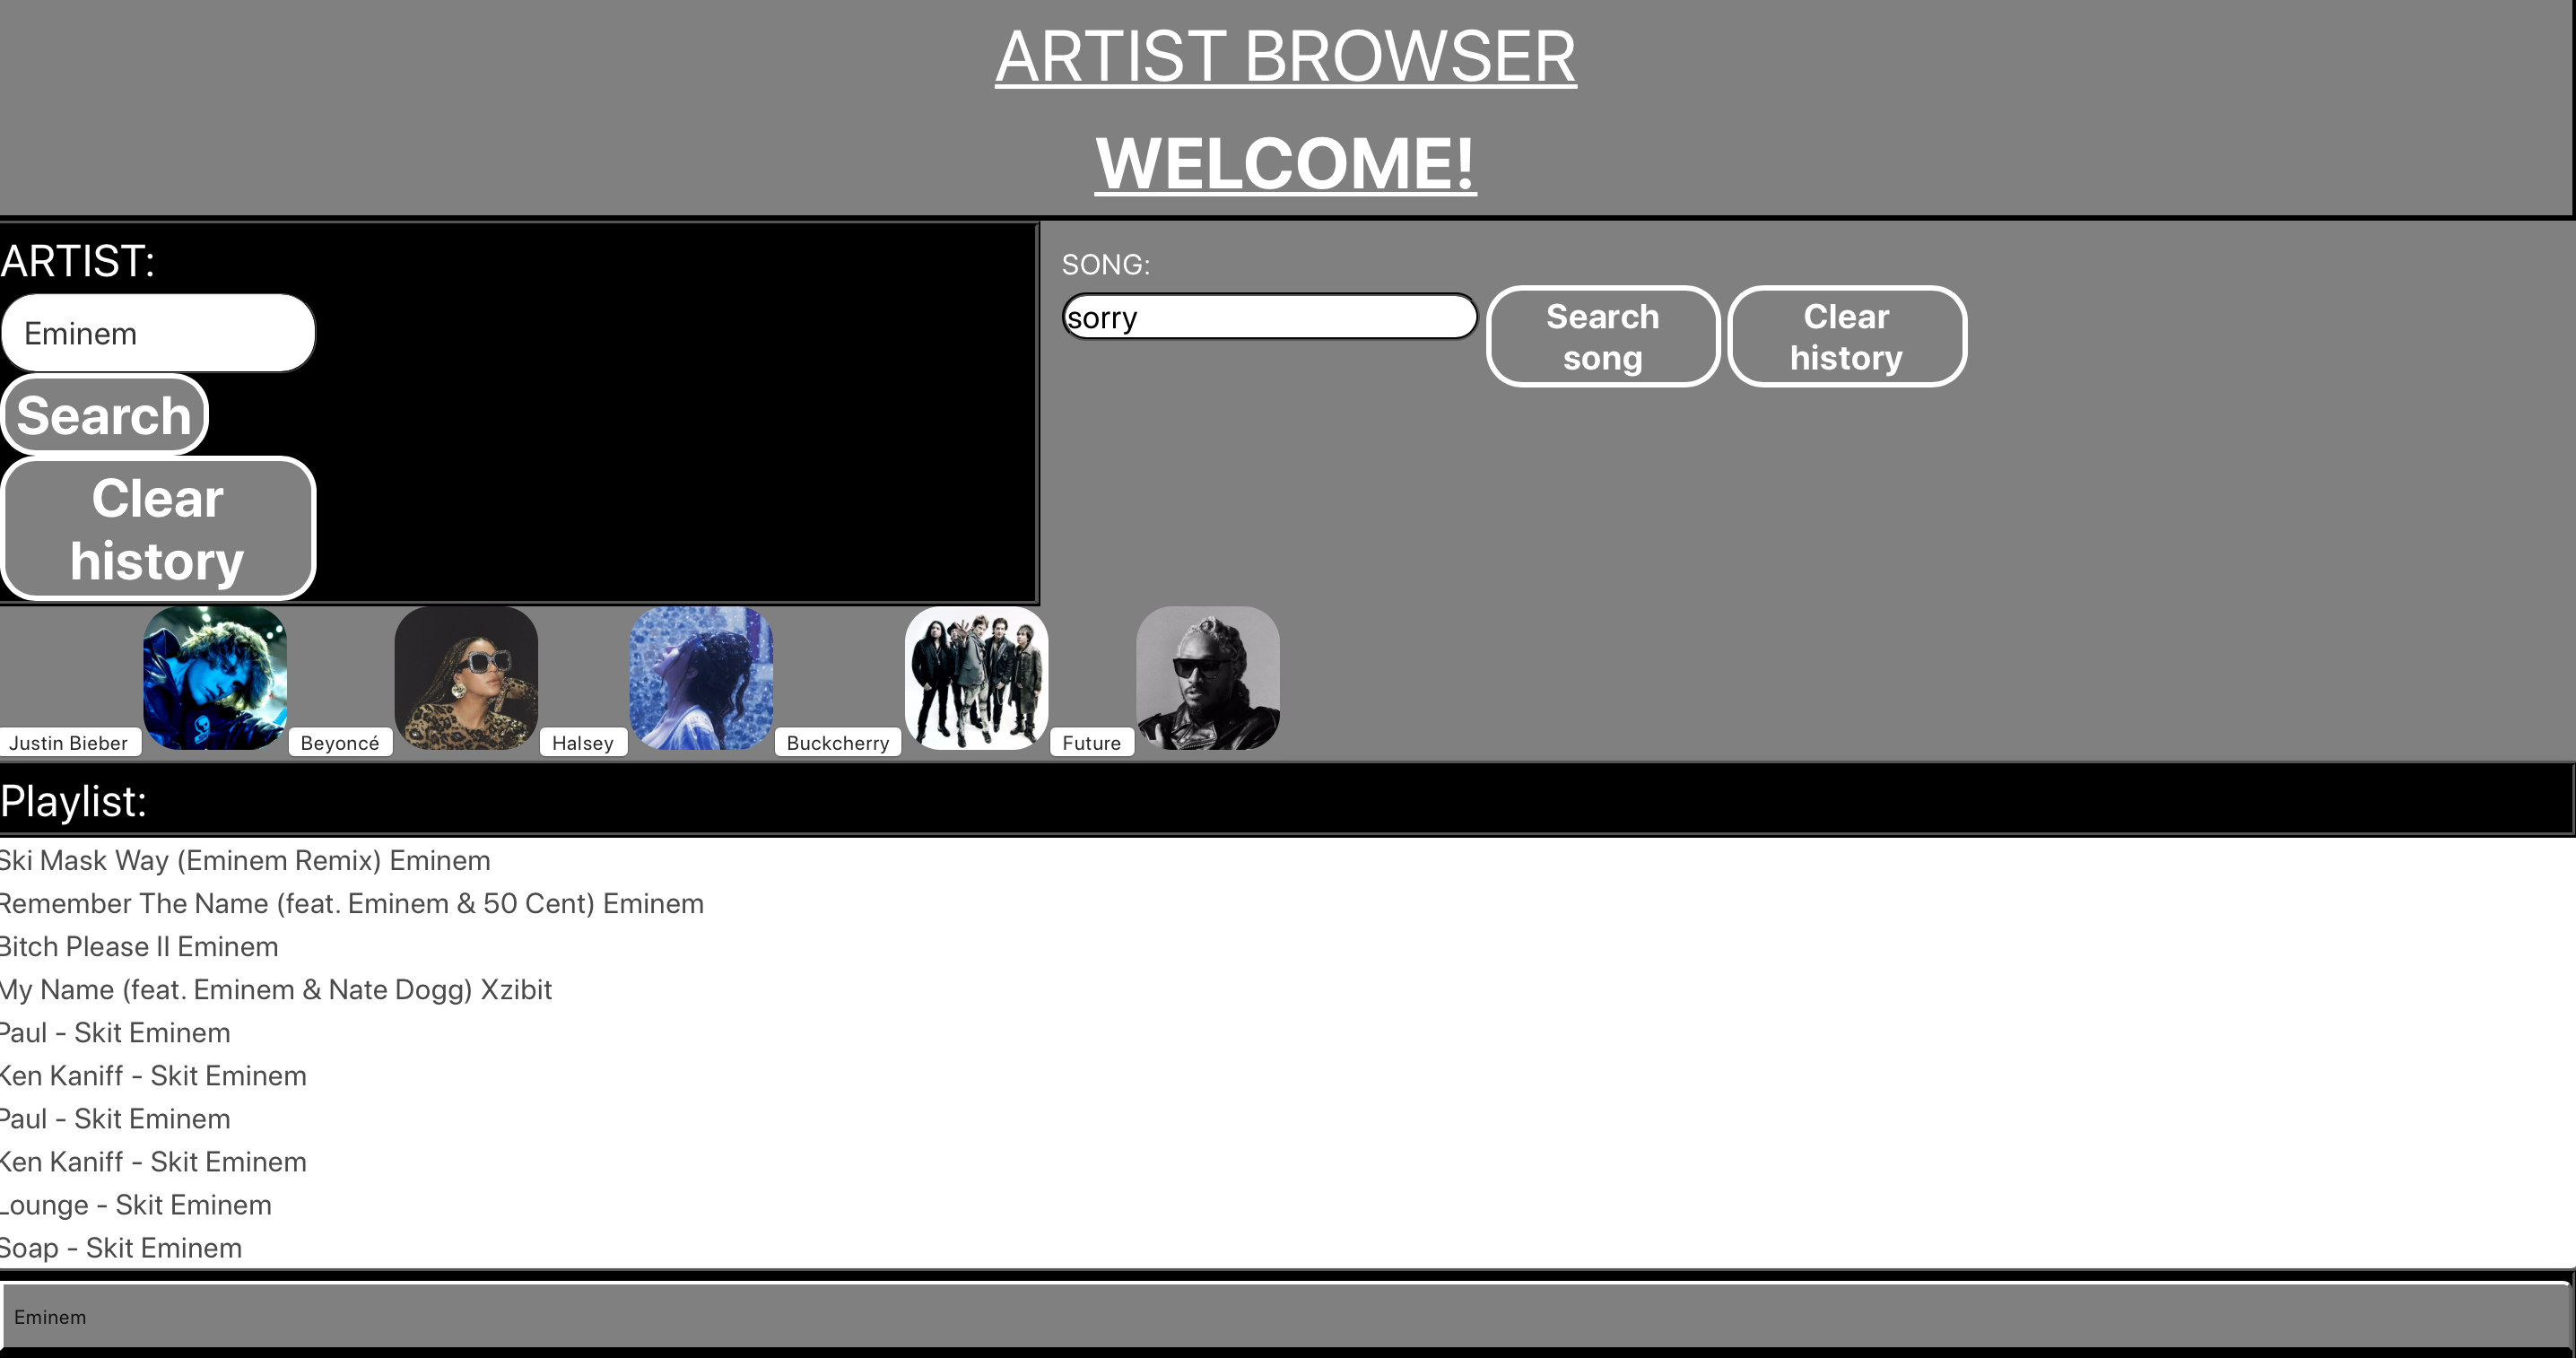 ARTIST BROWSER
WELCOME!
ARTIST:
Eminem
Search
Clear
history
SONG:
sorry
Search
song
Clear
history
Justin Bieber
Beyoncé
Halsey
Buckcherry
Future
Playlist:
Ski Mask Way (Eminem Remix) Eminem
Remember The Name (feat. Eminem & 50 Cent) Eminem
Bitch Please II Eminem
My Name (feat. Eminem & Nate Dogg) Xzibit
Paul - Skit Eminem
Ken Kaniff - Skit Eminem
Paul - Skit Eminem
Ken Kaniff - Skit Eminem
Lounge - Skit Eminem
Soap - Skit Eminem
Eminem